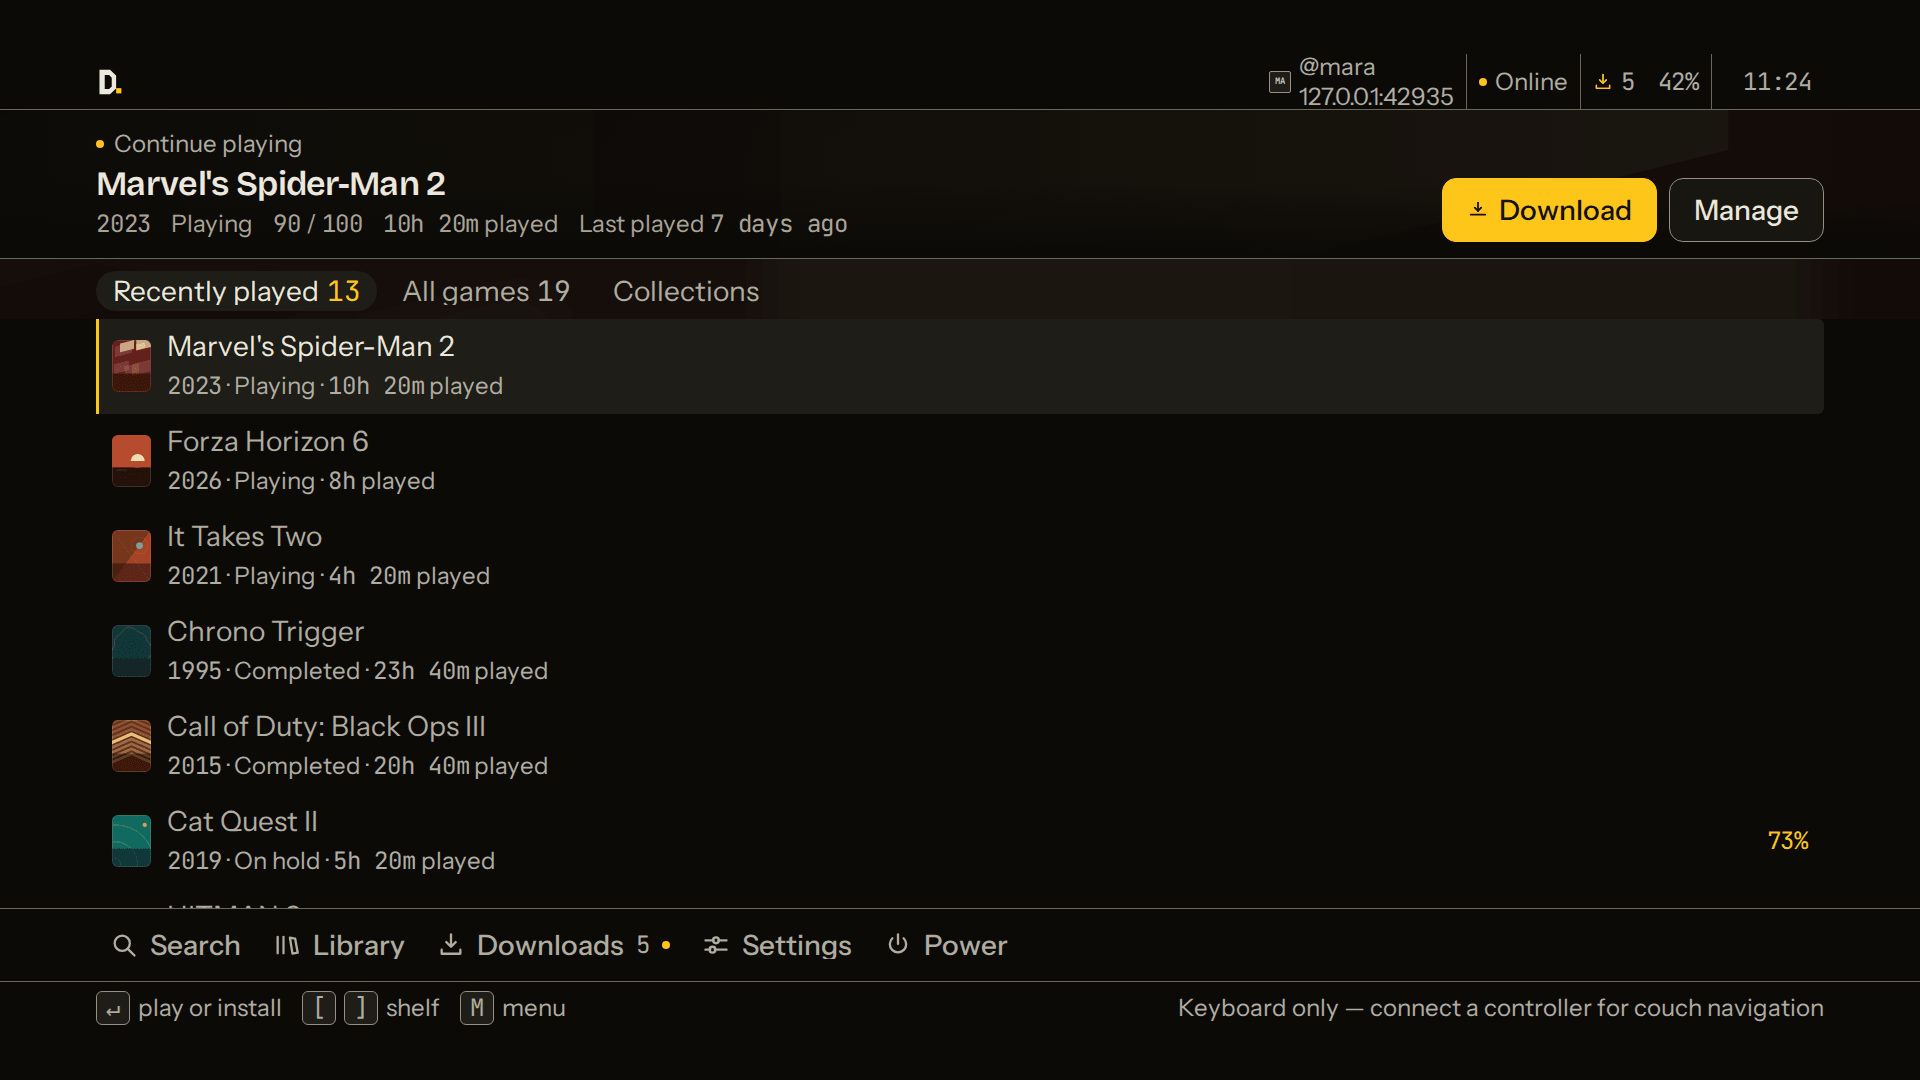 D.
MA @mara
127.0.0.1:42935
Online
5 42%
11:24
Continue playing
Marvel's Spider-Man 2
2023 Playing 90 / 100 10h 20m played Last played 7 days ago
Download Manage
Recently played 13 All games 19 Collections
Marvel's Spider-Man 2
2023 · Playing · 10h 20m played
Forza Horizon 6
2026 · Playing · 8h played
It Takes Two
2021 · Playing · 4h 20m played
Chrono Trigger
1995 · Completed · 23h 40m played
Call of Duty: Black Ops III
2015 · Completed · 20h 40m played
Cat Quest II
2019 · On hold · 5h 20m played
73%
Search Library Downloads 5 Settings Power
↵ play or install [ ] shelf M menu
Keyboard only — connect a controller for couch navigation